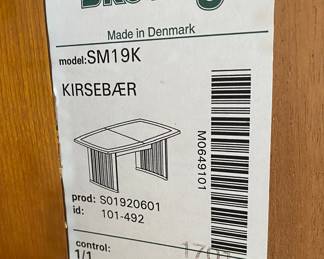 Made in Denmark
model:SM19K
KIRSEBÆR
M0649101
prod: S01920601
id: 101-492
control:
1/1